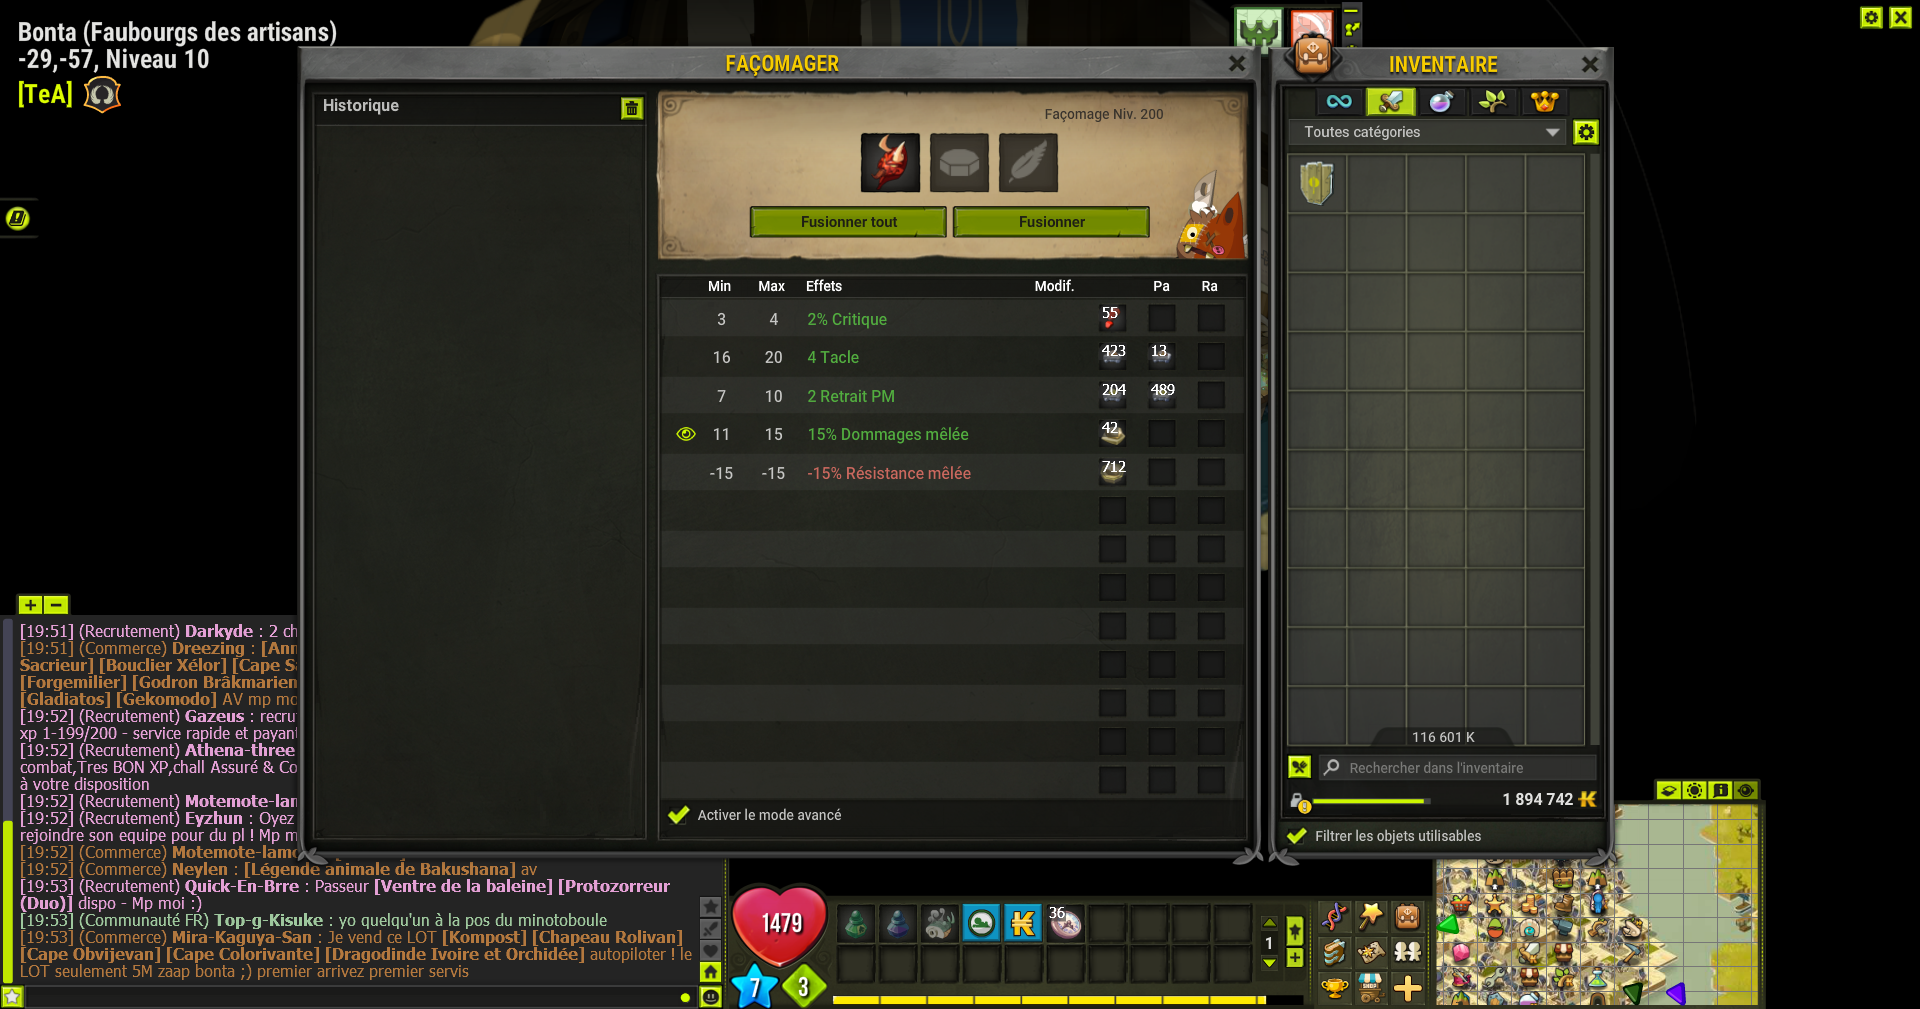 Bonta (Faubourgs des artisans)
-29,-57, Niveau 10
[TeA]
FAÇOMAGER
Historique
Façomage Niv. 200
Fusionner tout
Fusionner
Min Max Effets Modif. Pa Ra
3 4 2% Critique 55
16 20 4 Tacle 423 13
7 10 2 Retrait PM 204 489
11 15 15% Dommages mêlée 42
-15 -15 -15% Résistance mêlée 712
Activer le mode avancé
INVENTAIRE
Toutes catégories
116 601 K
Rechercher dans l'inventaire
1 894 742
Filtrer les objets utilisables
[19:51] (Recrutement) Darkyde : 2 ch
[19:51] (Commerce) Dreezing : [Ann
Sacrieur] [Bouclier Xélor] [Cape S
[Forgemilier] [Godron Brâkmarien
[Gladiatos] [Gekomodo] AV mp mo
[19:52] (Recrutement) Gazeus : recru
xp 1-199/200 - service rapide et payant
[19:52] (Recrutement) Athena-three
combat,Tres BON XP,chall Assuré & Co
à votre disposition
[19:52] (Recrutement) Motemote-lam
[19:52] (Recrutement) Eyzhun : Oyez
rejoindre son equipe pour du pl ! Mp m
[19:52] (Commerce) Motemote-lamo
[19:52] (Commerce) Neylen : [Légende animale de Bakushana] av
[19:53] (Recrutement) Quick-En-Brre : Passeur [Ventre de la baleine] [Protozorreur
(Duo)] dispo - Mp moi :)
[19:53] (Communauté FR) Top-g-Kisuke : yo quelqu'un à la pos du minotoboule
[19:53] (Commerce) Mira-Kaguya-San : Je vend ce LOT [Kompost] [Chapeau Rolivan]
[Cape Obvijevan] [Cape Colorivante] [Dragodinde Ivoire et Orchidée] autopiloter ! le
LOT seulement 5M zaap bonta ;) premier arrivez premier servis
1479
7
3
36
1
SHOP